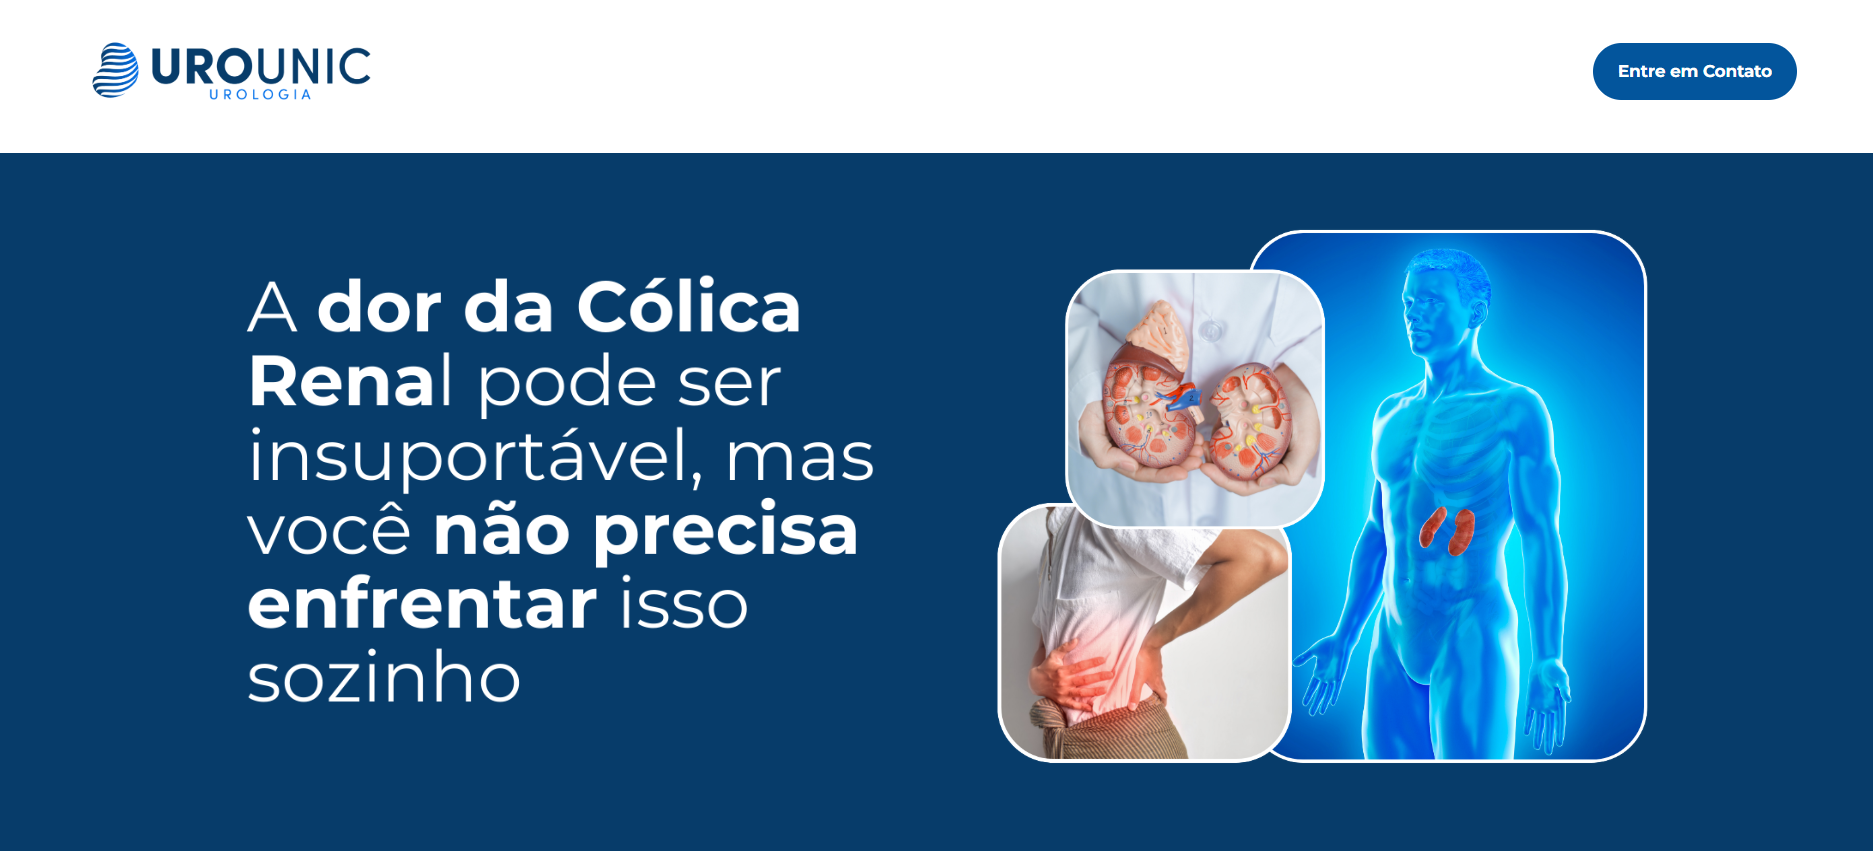 UROUNIC
UROLOGIA
Entre em Contato
A dor da Cólica
Renal pode ser
insuportável, mas
você não precisa
enfrentar isso
sozinho